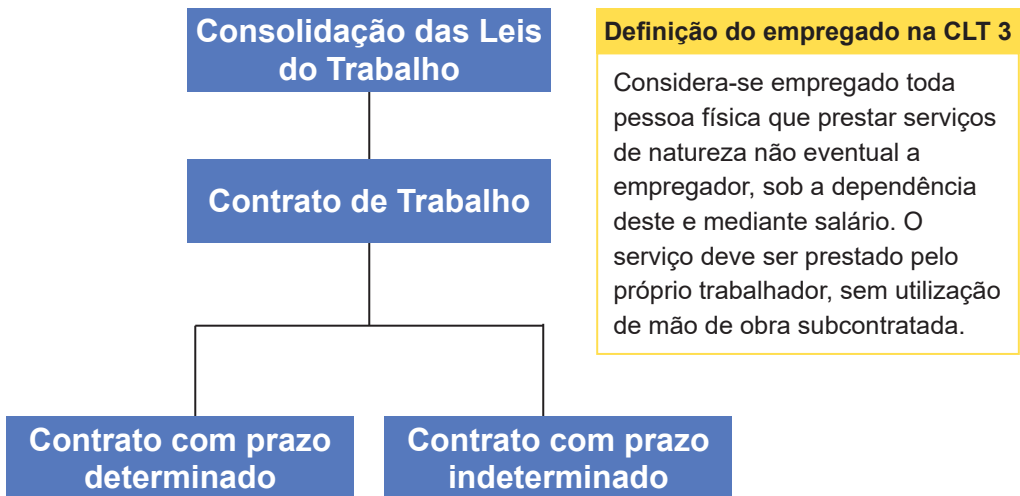 Consolidação das Leis
do Trabalho
Contrato de Trabalho
Contrato com prazo
determinado
Contrato com prazo
indeterminado
Definição do empregado na CLT 3
Considera-se empregado toda
pessoa física que prestar serviços
de natureza não eventual a
empregador, sob a dependência
deste e mediante salário. O
serviço deve ser prestado pelo
próprio trabalhador, sem utilização
de mão de obra subcontratada.